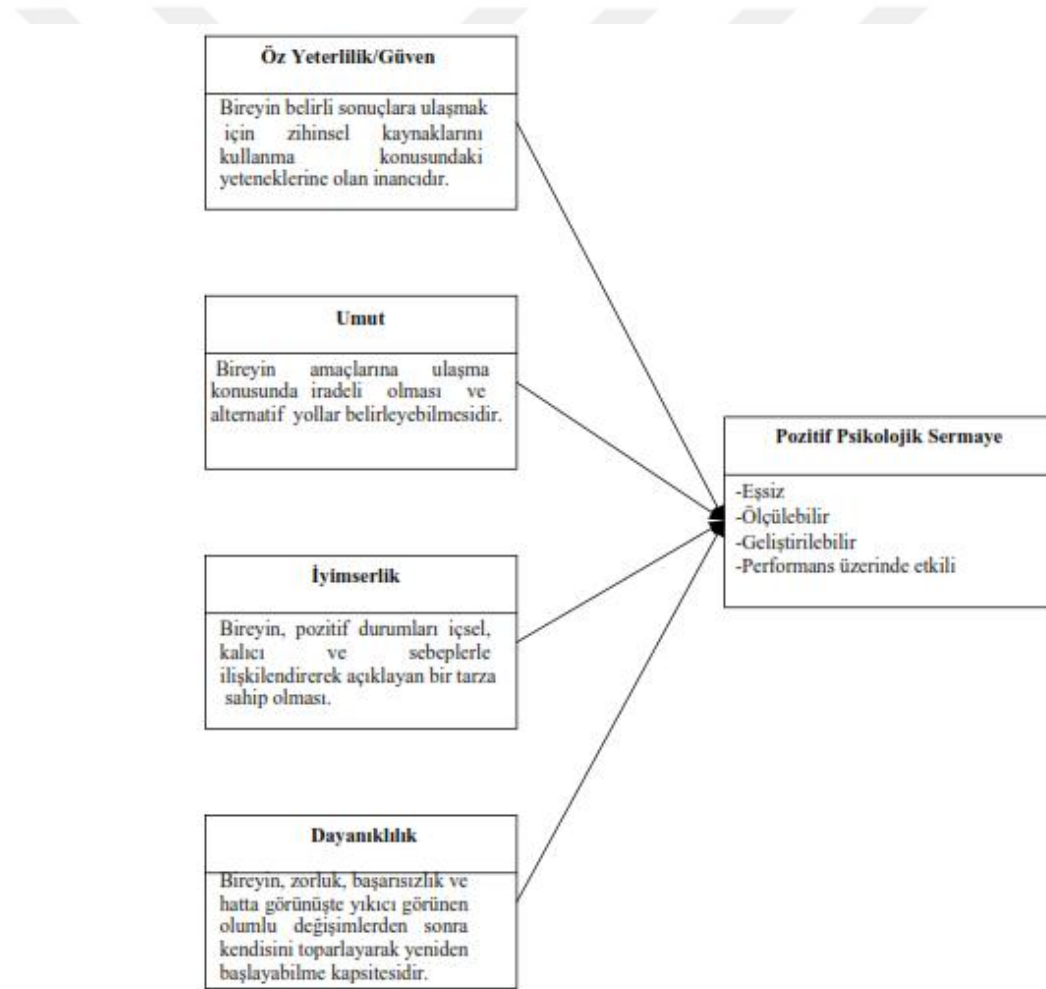 Öz Yeterlilik/Güven
Bireyin belirli sonuçlara ulaşmak
için zihinsel kaynaklarını
kullanma konusundaki
yeteneklerine olan inancıdır.
Umut
Bireyin amaçlarına ulaşma
konusunda iradeli olması ve
alternatif yollar belirleyebilmesidir.
İyimserlik
Bireyin, pozitif durumları içsel,
kalıcı ve sebeplerle
ilişkilendirerek açıklayan bir tarza
sahip olması.
Dayanıklılık
Bireyin, zorluk, başarısızlık ve
hatta görünüşte yıkıcı görünen
olumlu değişimlerden sonra
kendisini toparlayarak yeniden
başlayabilme kapsitesidir.
Pozitif Psikolojik Sermaye
-Eşsiz
-Ölçülebilir
-Geliştirilebilir
-Performans üzerinde etkili